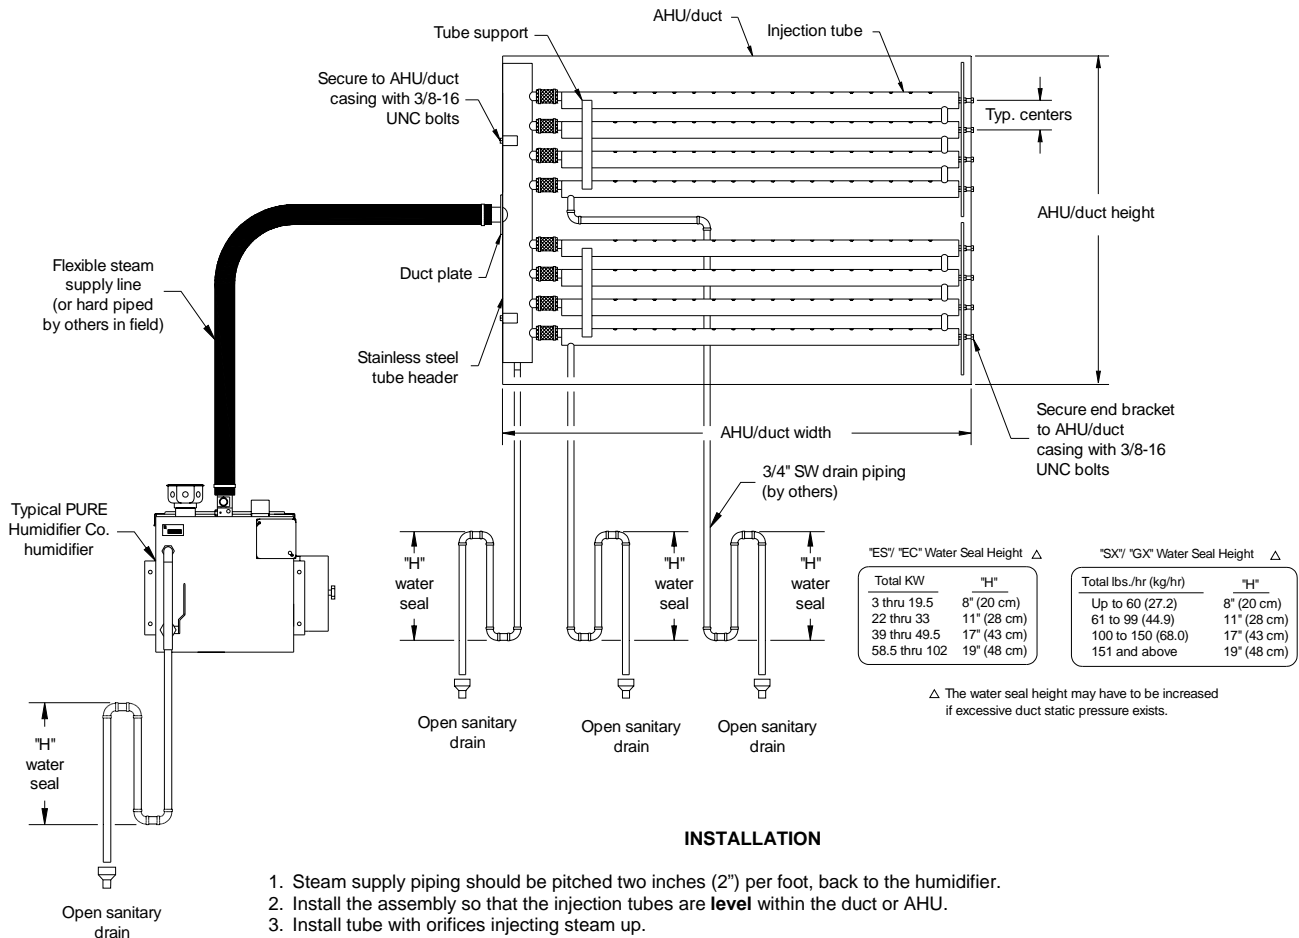 AHU/duct
Tube support
Injection tube
Secure to AHU/duct
casing with 3/8-16
UNC bolts
Typ. centers
AHU/duct height
Flexible steam
supply line
(or hard piped
by others in field)
Duct plate
Stainless steel
tube header
Secure end bracket
to AHU/duct
casing with 3/8-16
UNC bolts
AHU/duct width
3/4" SW drain piping
(by others)
Typical PURE
Humidifier Co.
humidifier
"H"
water
seal
"H"
water
seal
"H"
water
seal
"ES"/ "EC" Water Seal Height △
Total KW "H"
3 thru 19.5 8" (20 cm)
22 thru 33 11" (28 cm)
39 thru 49.5 17" (43 cm)
58.5 thru 102 19" (48 cm)
"SX"/ "GX" Water Seal Height △
Total lbs./hr (kg/hr) "H"
Up to 60 (27.2) 8" (20 cm)
61 to 99 (44.9) 11" (28 cm)
100 to 150 (68.0) 17" (43 cm)
151 and above 19" (48 cm)
△ The water seal height may have to be increased
if excessive duct static pressure exists.
Open sanitary
drain
Open sanitary
drain
Open sanitary
drain
"H"
water
seal
Open sanitary
drain
INSTALLATION
1. Steam supply piping should be pitched two inches (2”) per foot, back to the humidifier.
2. Install the assembly so that the injection tubes are level within the duct or AHU.
3. Install tube with orifices injecting steam up.